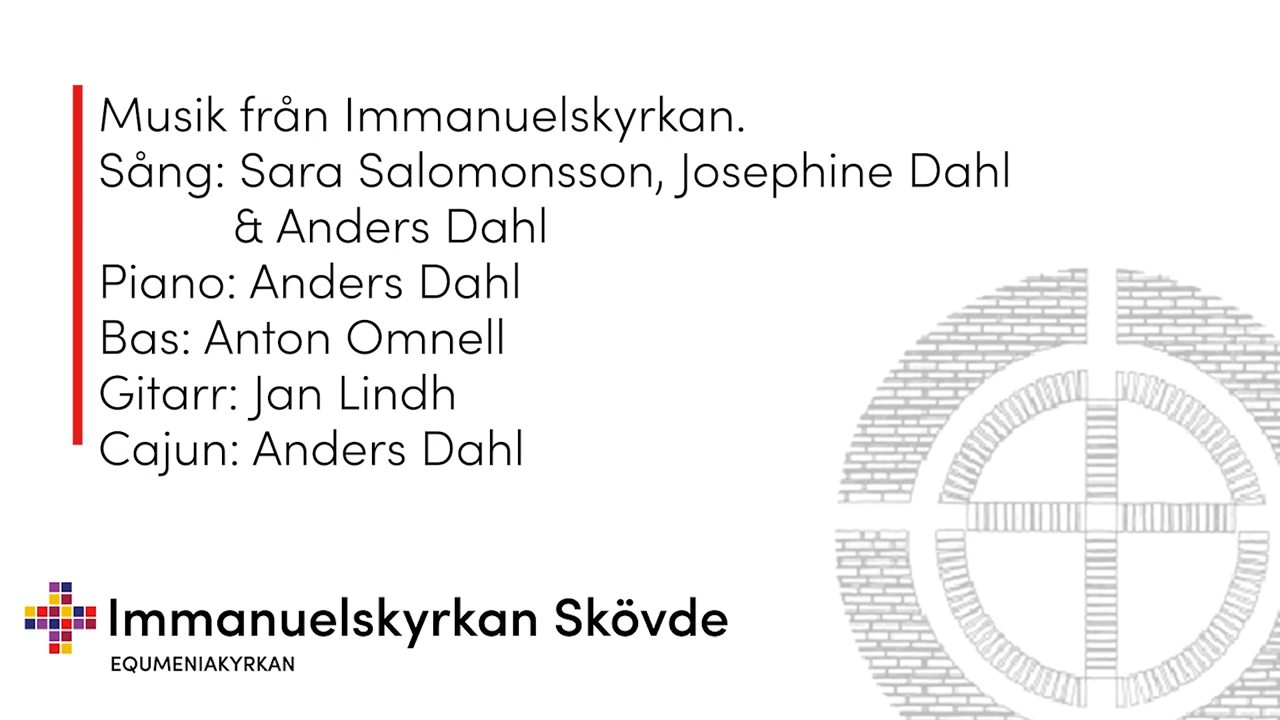 Musik från Immanuelskyrkan.
Sång: Sara Salomonsson, Josephine Dahl
& Anders Dahl
Piano: Anders Dahl
Bas: Anton Omnell
Gitarr: Jan Lindh
Cajun: Anders Dahl
Immanuelskyrkan Skövde
EQUMENIAKYRKAN